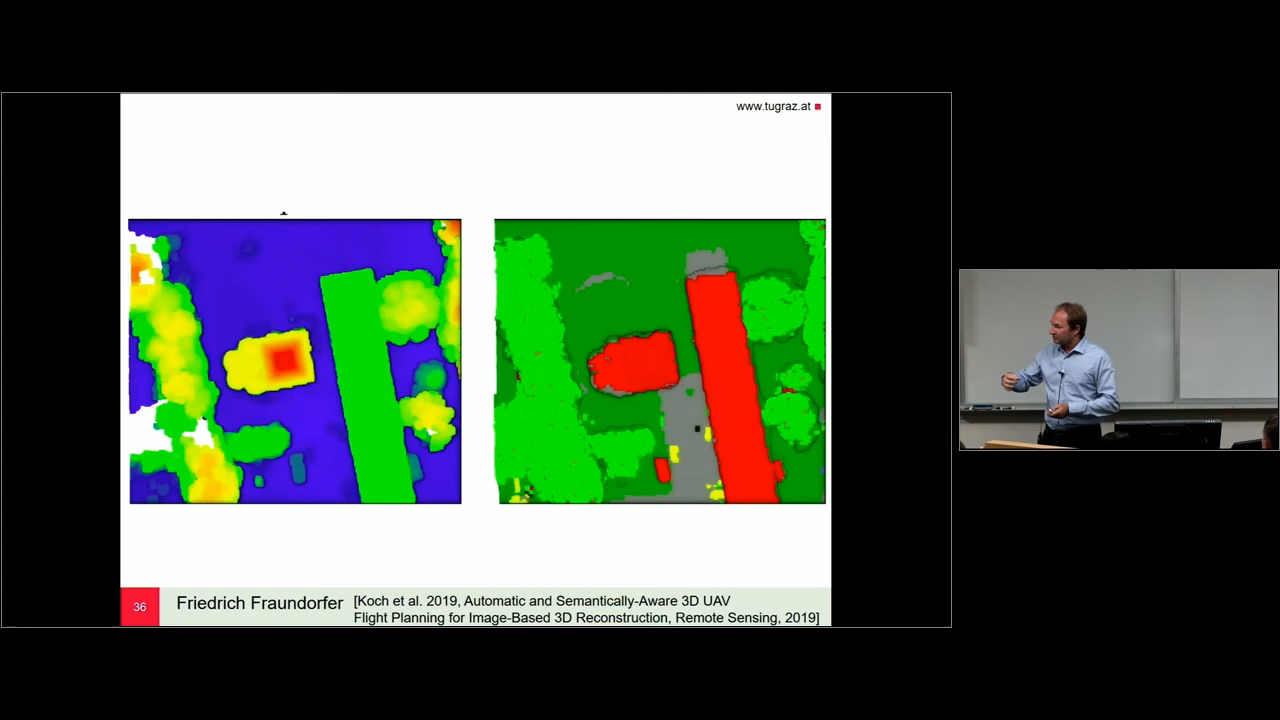 www.tugraz.at
36
Friedrich Fraundorfer
[Koch et al. 2019, Automatic and Semantically-Aware 3D UAV
Flight Planning for Image-Based 3D Reconstruction, Remote Sensing, 2019]